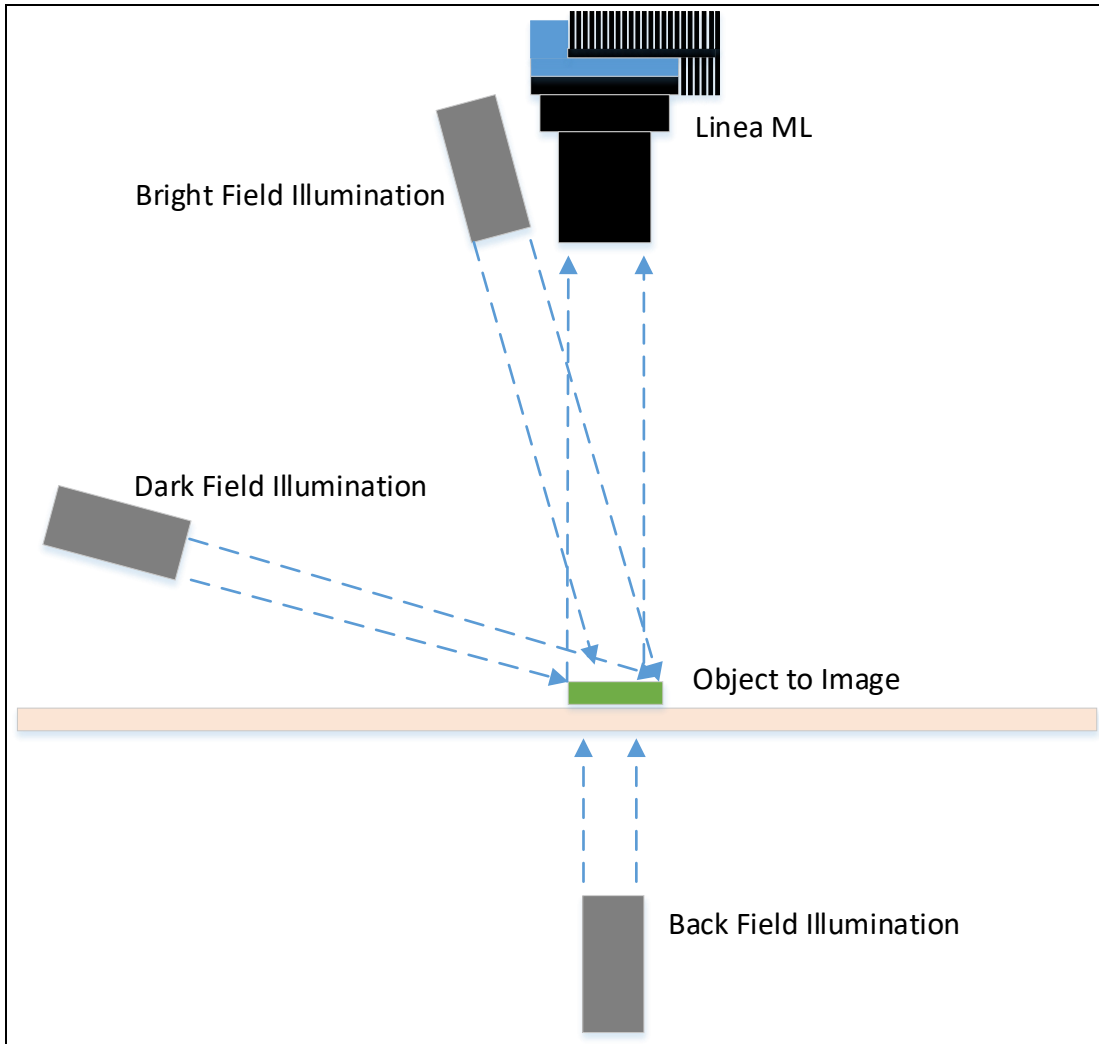 Linea ML
Bright Field Illumination
Dark Field Illumination
Object to Image
Back Field Illumination